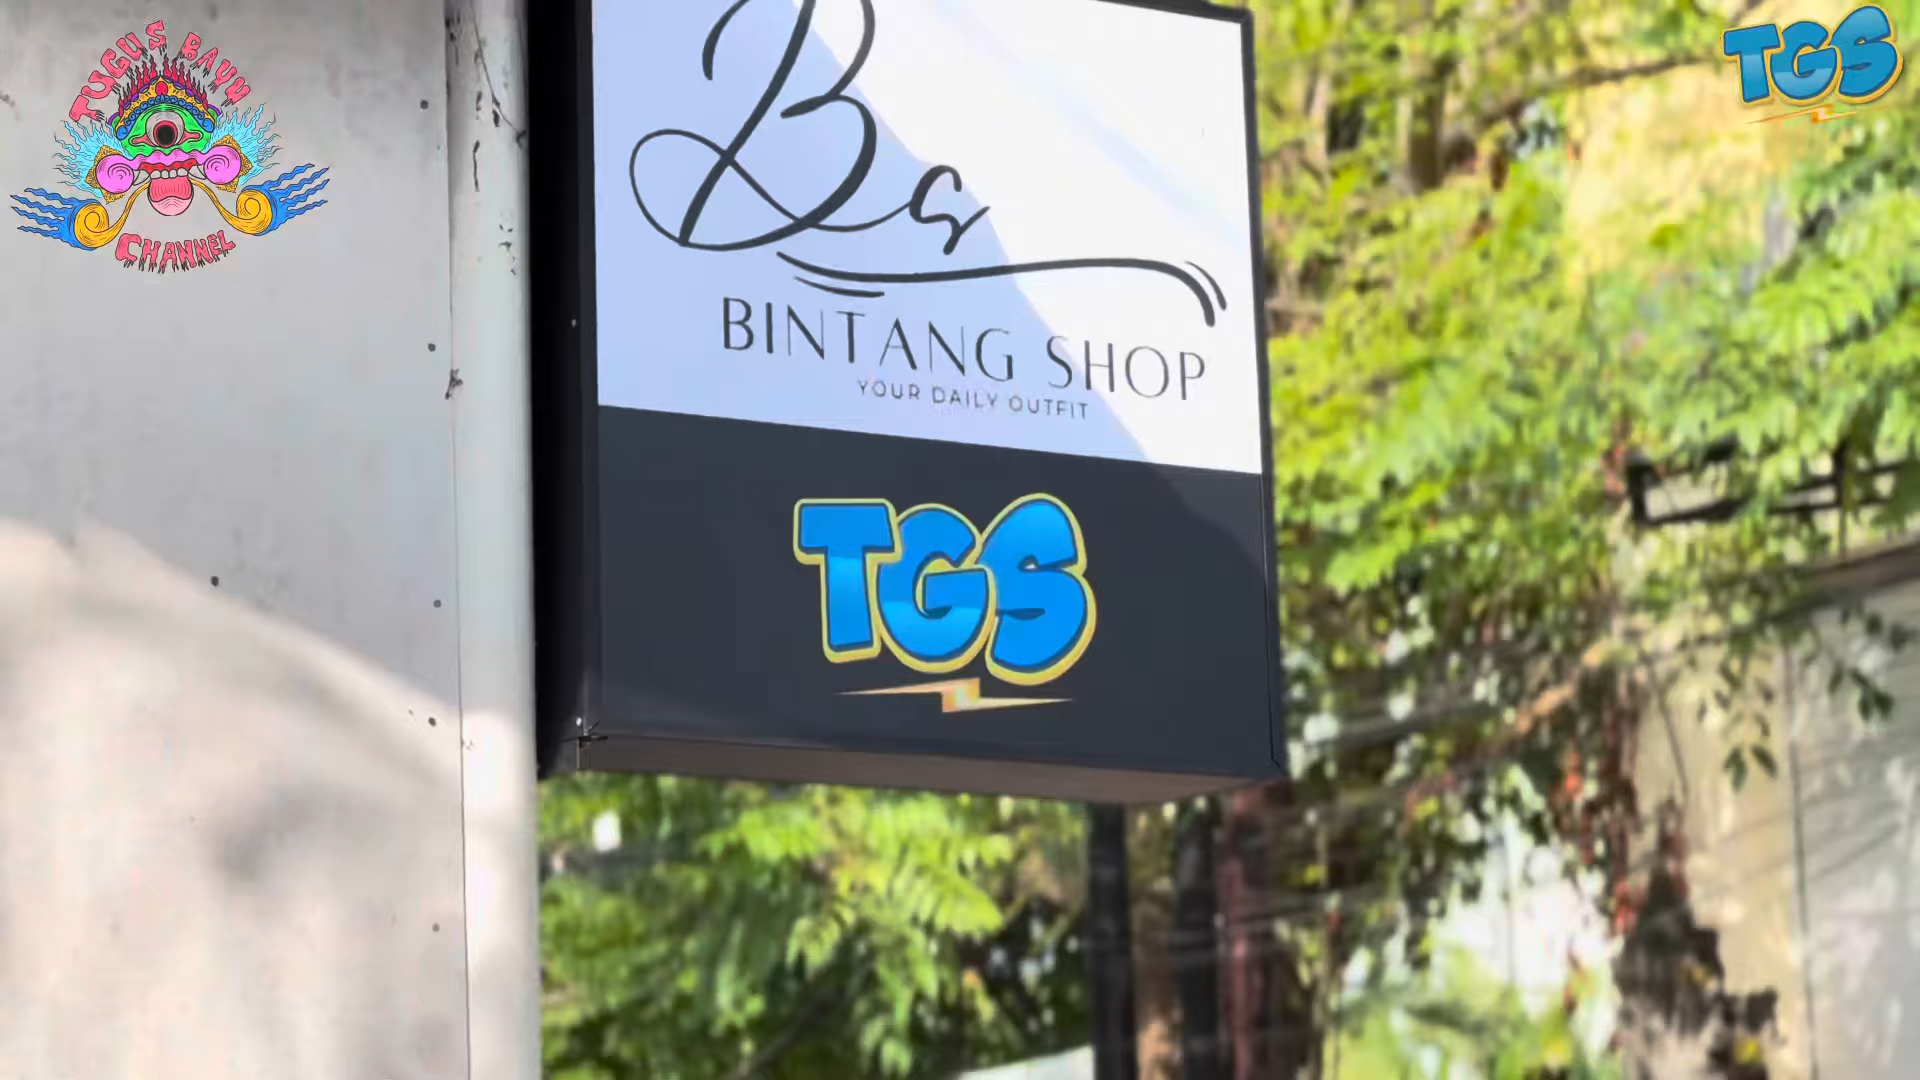 TUGUS BAYU
CHANNEL
TGS
Bs
BINTANG SHOP
YOUR DAILY OUTFIT
TGS